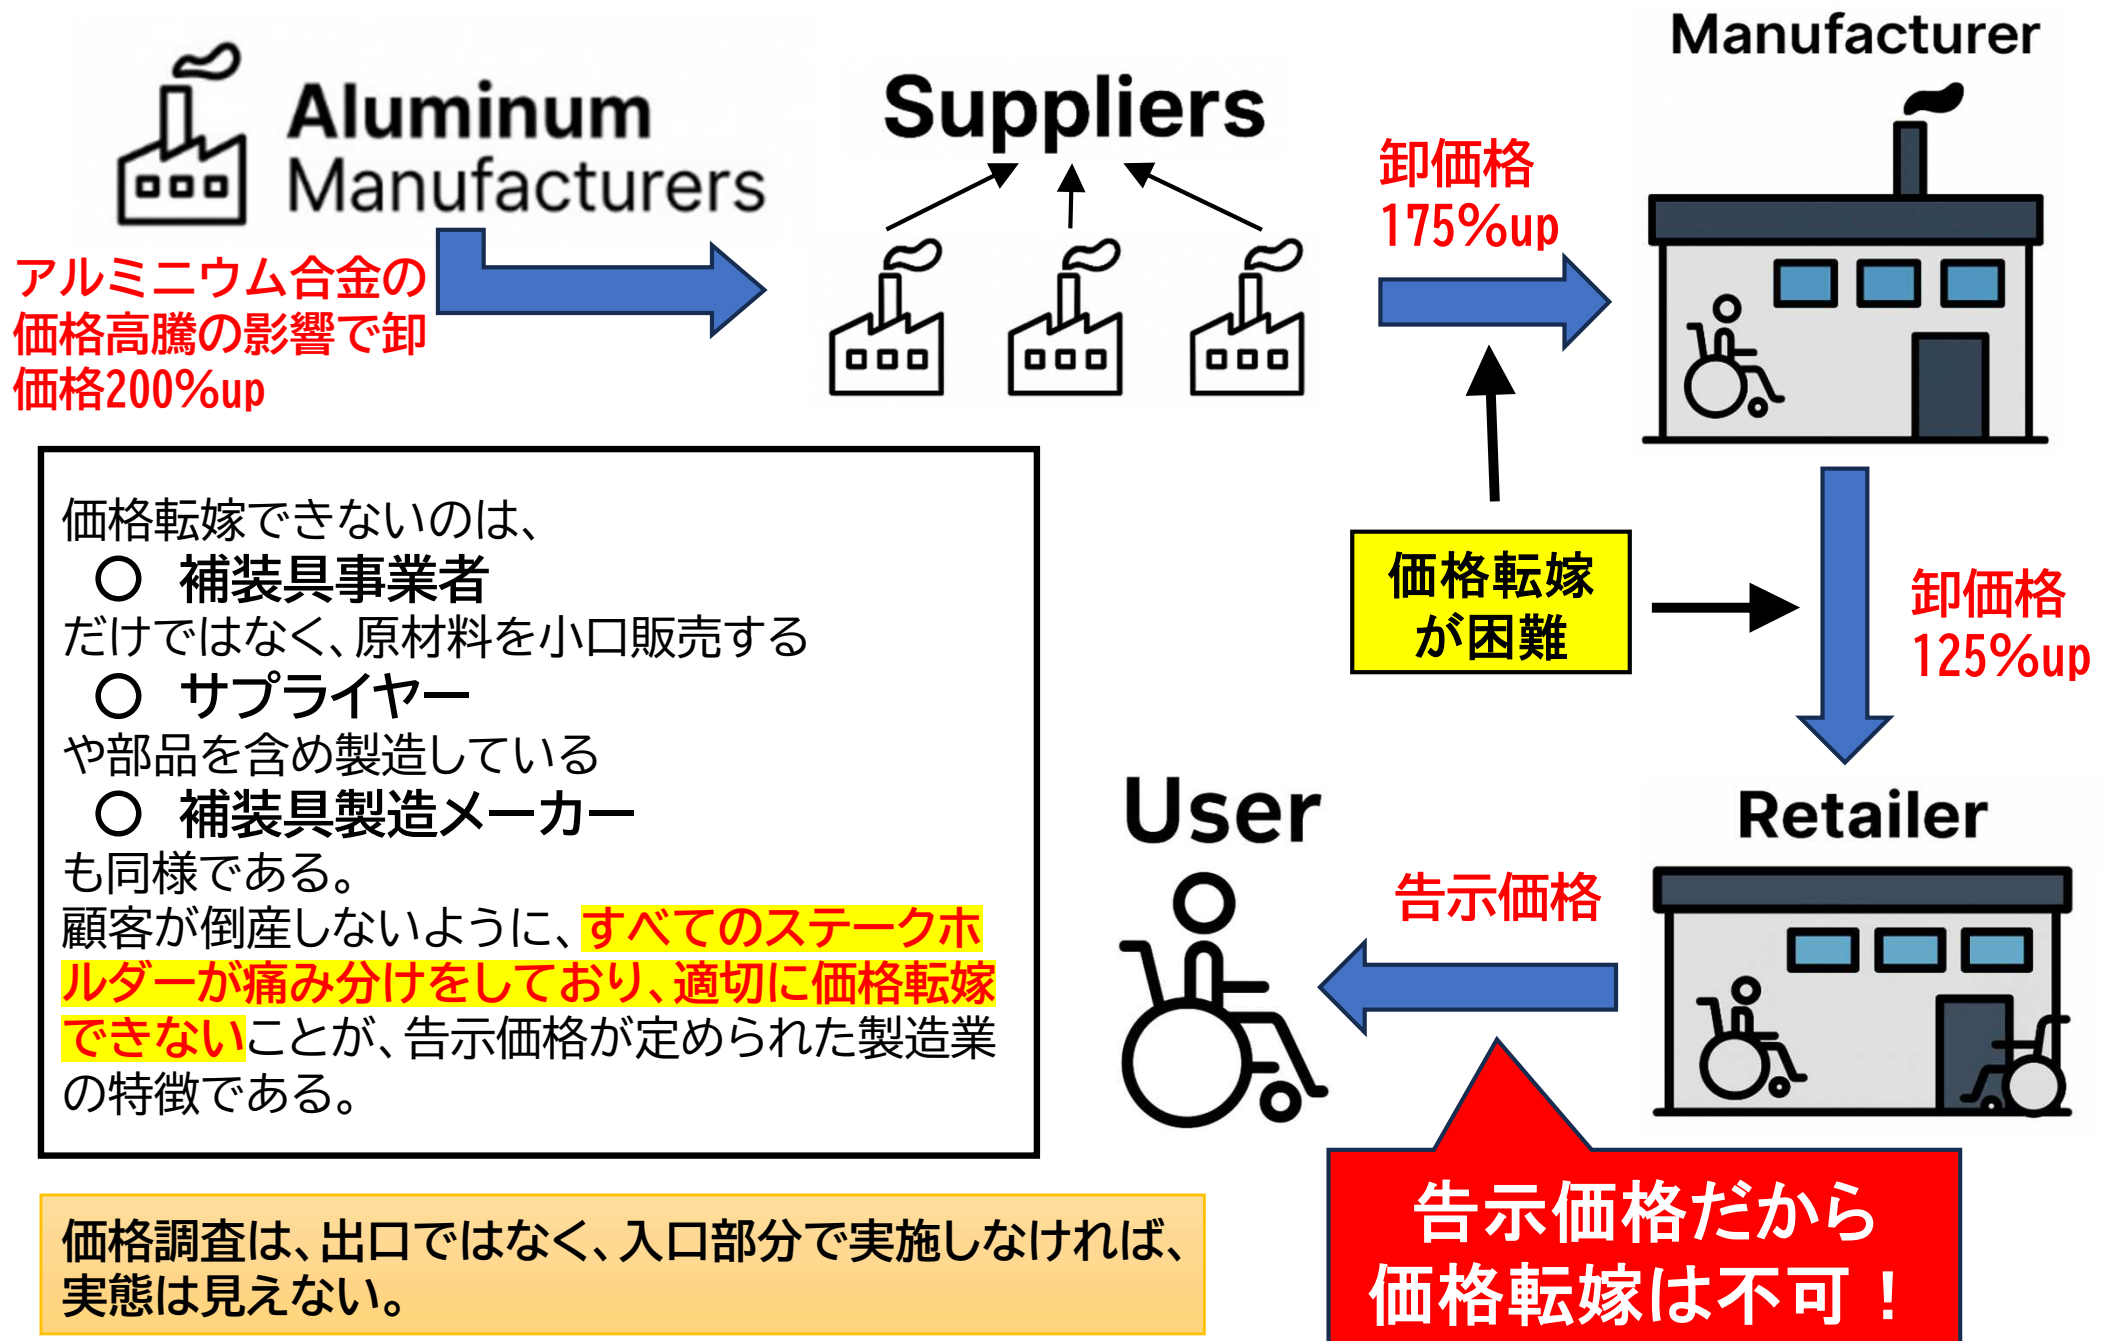 Aluminum
Manufacturers
アルミニウム合金の
価格高騰の影響で卸
価格200%up
Suppliers
卸価格
175%up
Manufacturer
価格転嫁
が困難
卸価格
125%up
Retailer
告示価格
User
告示価格だから
価格転嫁は不可！
価格転嫁できないのは、
〇 補装具事業者
だけではなく、原材料を小口販売する
〇 サプライヤー
や部品を含め製造している
〇 補装具製造メーカー
も同様である。
顧客が倒産しないように、すべてのステークホ
ルダーが痛み分けをしており、適切に価格転嫁
できないことが、告示価格が定められた製造業
の特徴である。
価格調査は、出口ではなく、入口部分で実施しなければ、
実態は見えない。